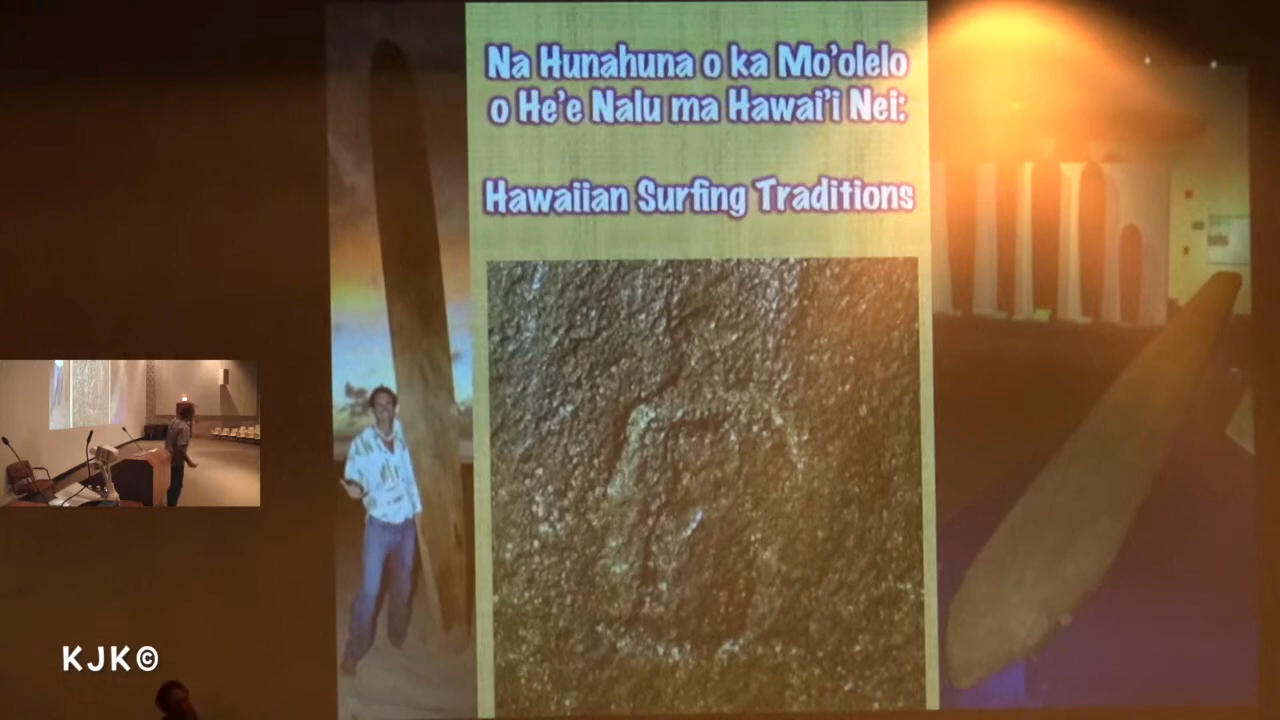 Na Hunahuna o ka Mo'olelo
o He'e Nalu ma Hawai'i Nei:
Hawaiian Surfing Traditions
KJK©